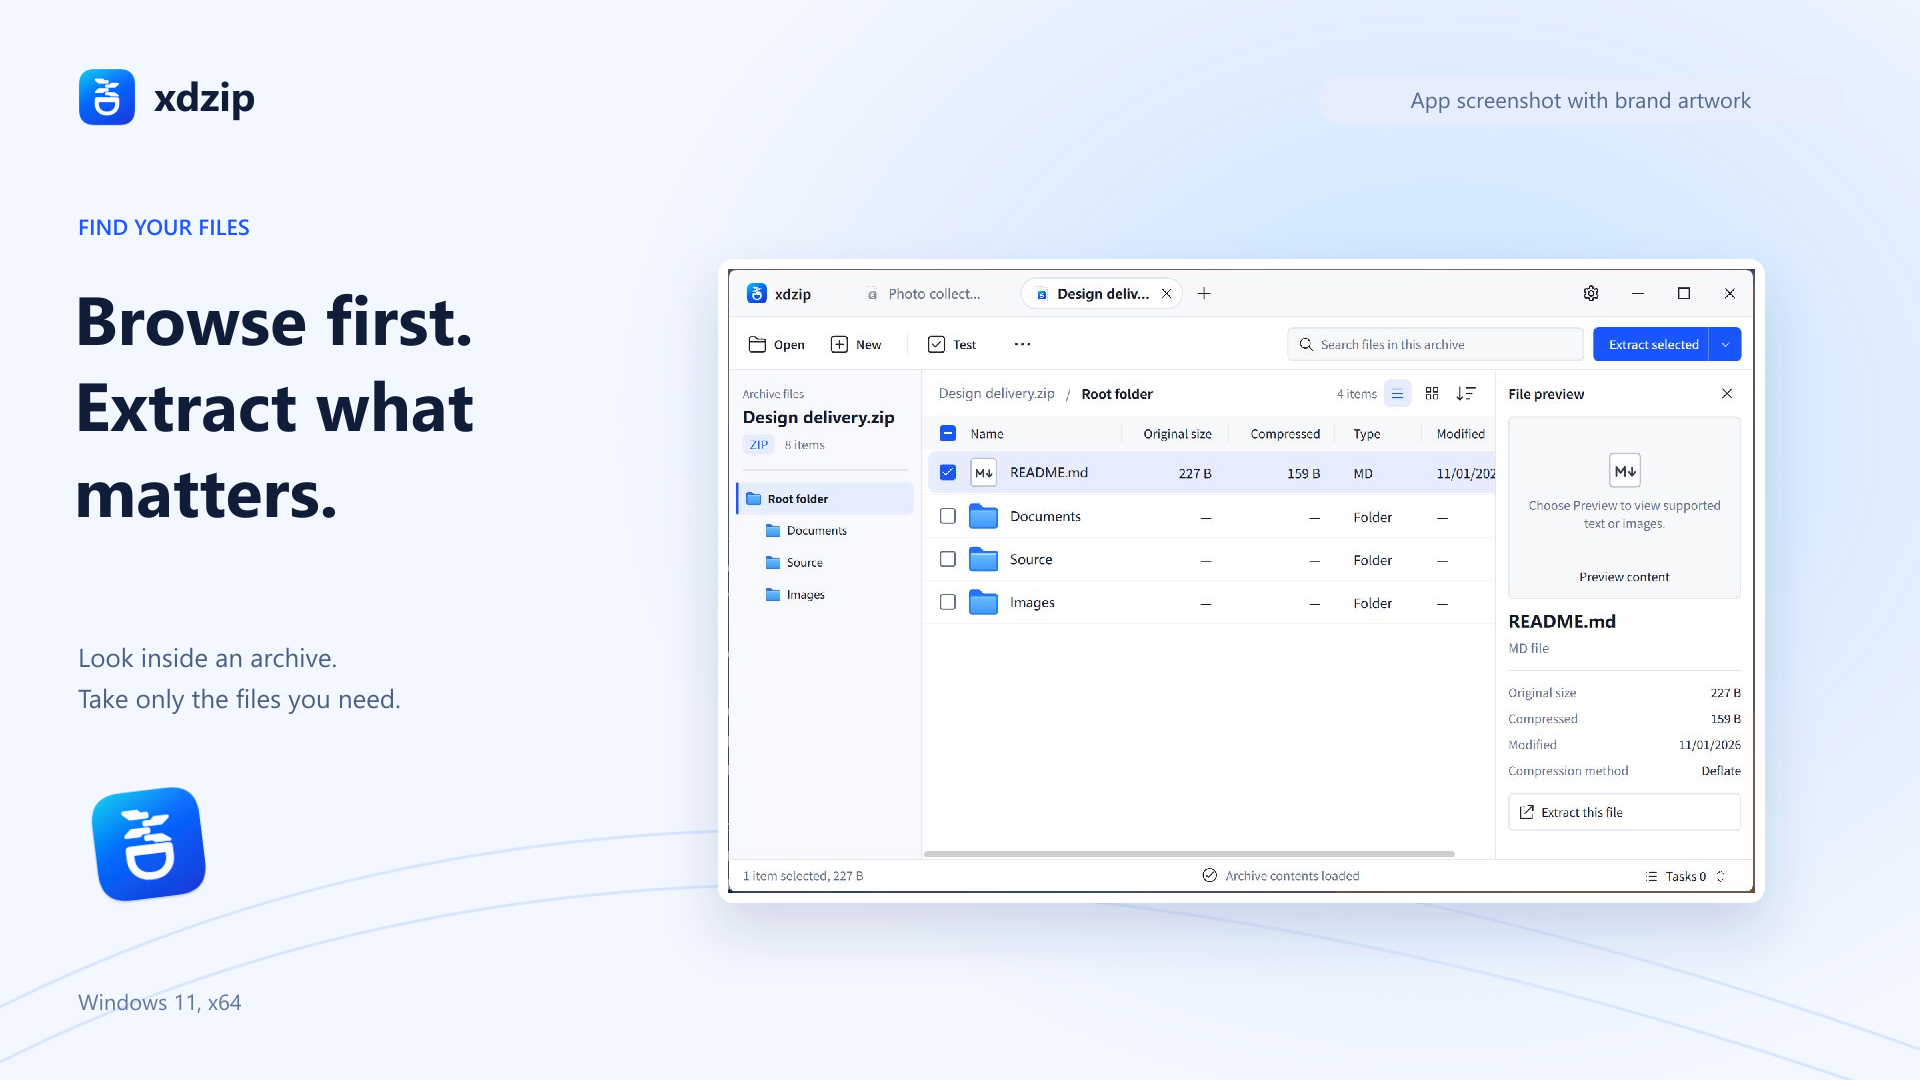 xdzip
App screenshot with brand artwork
FIND YOUR FILES
Browse first.
Extract what
matters.
Look inside an archive.
Take only the files you need.
Windows 11, x64
xdzip
Photo collect...
Design deliv...
Open
New
Test
Search files in this archive
Extract selected
Archive files
Design delivery.zip
ZIP 8 items
Root folder
Documents
Source
Images
Design delivery.zip / Root folder
4 items
Name Original size Compressed Type Modified
M↓ README.md 227 B 159 B MD 11/01/202
Documents — — Folder —
Source — — Folder —
Images — — Folder —
File preview
M↓
Choose Preview to view supported
text or images.
Preview content
README.md
MD file
Original size 227 B
Compressed 159 B
Modified 11/01/2026
Compression method Deflate
Extract this file
1 item selected, 227 B
Archive contents loaded
Tasks 0